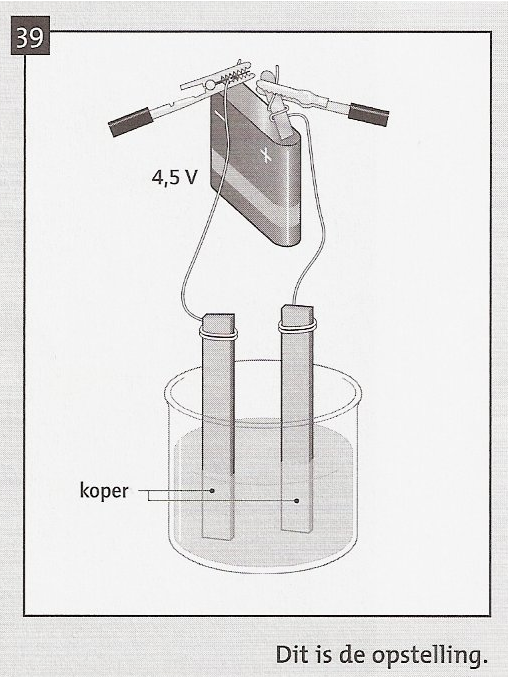 39
4,5 V
−
+
koper
Dit is de opstelling.